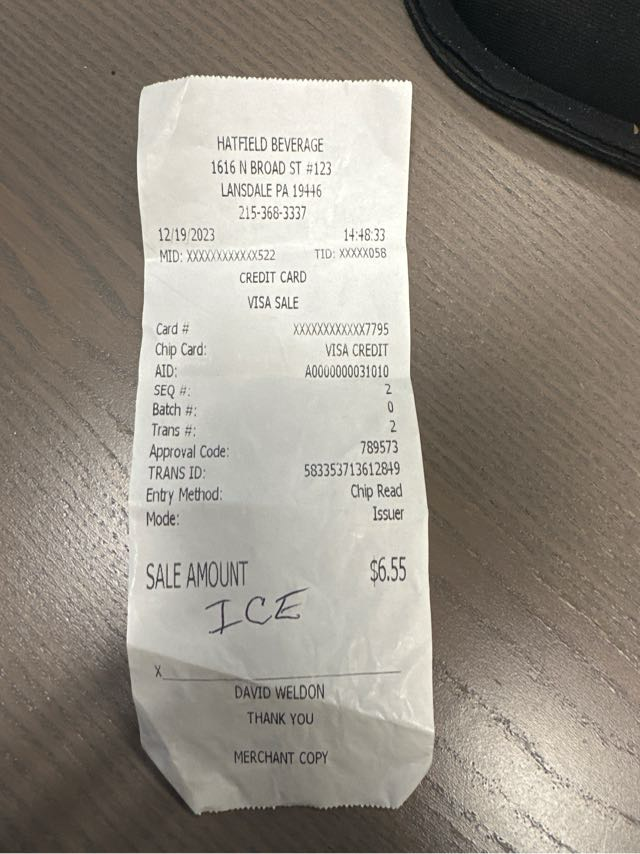 HATFIELD BEVERAGE
1616 N BROAD ST #123
LANSDALE PA 19446
215-368-3337
12/19/2023 14:48:33
MID: XXXXXXXXXXXX522 TID: XXXXX058
CREDIT CARD
VISA SALE
Card # XXXXXXXXXXXX7795
Chip Card: VISA CREDIT
AID: A0000000031010
SEQ #: 2
Batch #: 0
Trans #: 2
Approval Code: 789573
TRANS ID: 583353713612849
Entry Method: Chip Read
Mode: Issuer
SALE AMOUNT $6.55
ICE
X
DAVID WELDON
THANK YOU
MERCHANT COPY